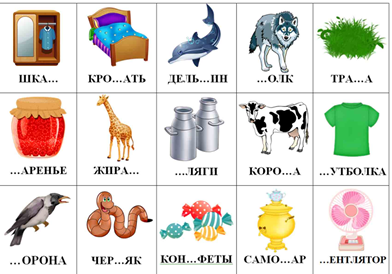 ШКА...
КРО...АТЬ
ДЕЛЬ...ИН
...ОЛК
ТРА...А
...АРЕНЬЕ
ЖИРА...
....ЛЯГИ
КОРО...А
...УТБОЛКА
...ОРОНА
ЧЕР...ЯК
КОН...ФЕТЫ
САМО...АР
...ЕНТЛЯТОР